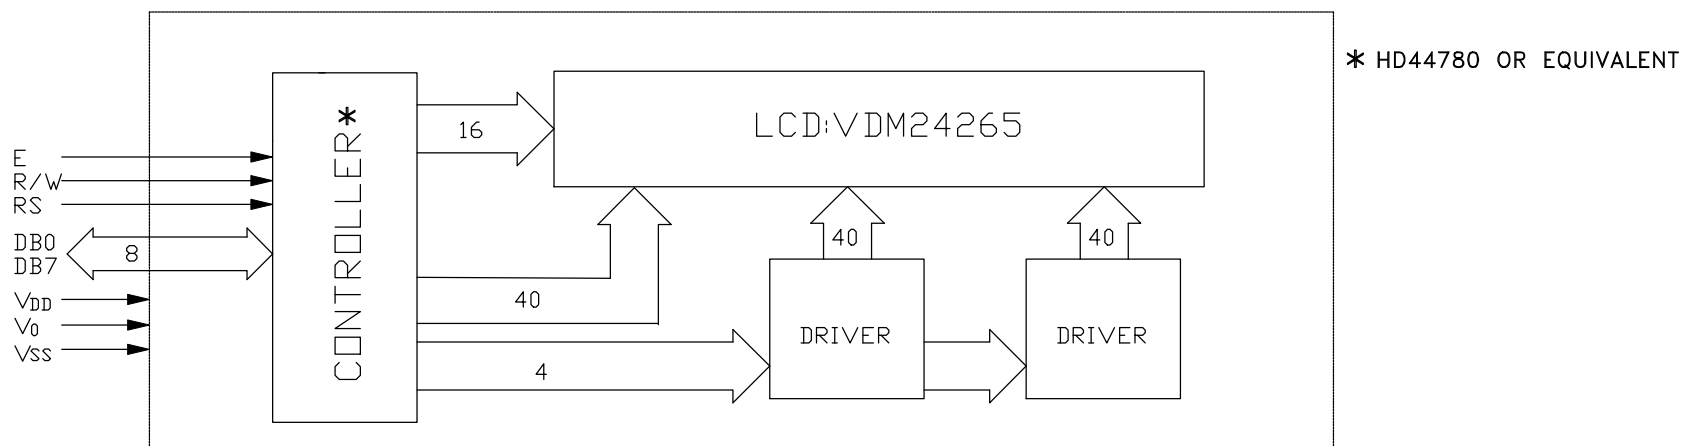 * HD44780 OR EQUIVALENT
CONTROLLER*
16
LCD:VDM24265
E
R/W
RS
DB0
DB7
8
VDD
V0
VSS
40
40
40
4
DRIVER
DRIVER